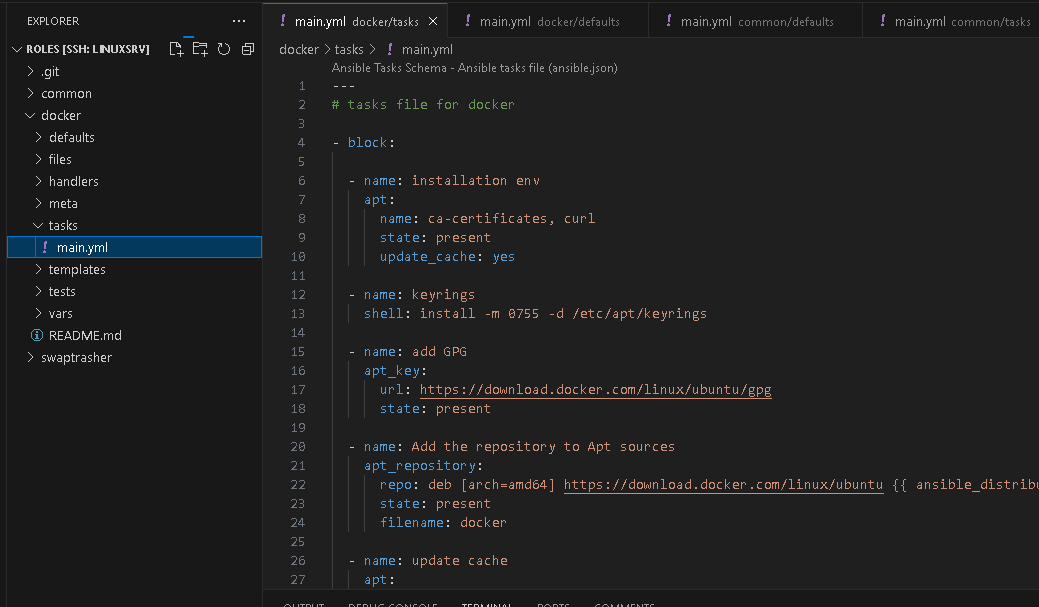 EXPLORER
ROLES [SSH: LINUXSRV]
.git
common
docker
defaults
files
handlers
meta
tasks
! main.yml
templates
tests
vars
README.md
swaptrasher
! main.yml docker/tasks
! main.yml docker/defaults
! main.yml common/defaults
! main.yml common/tasks
docker > tasks > ! main.yml
Ansible Tasks Schema - Ansible tasks file (ansible.json)
1 ---
2 # tasks file for docker
3
4 - block:
5
6 - name: installation env
7 apt:
8 name: ca-certificates, curl
9 state: present
10 update_cache: yes
11
12 - name: keyrings
13 shell: install -m 0755 -d /etc/apt/keyrings
14
15 - name: add GPG
16 apt_key:
17 url: https://download.docker.com/linux/ubuntu/gpg
18 state: present
19
20 - name: Add the repository to Apt sources
21 apt_repository:
22 repo: deb [arch=amd64] https://download.docker.com/linux/ubuntu {{ ansible_distribu
23 state: present
24 filename: docker
25
26 - name: update cache
27 apt:
OUTPUT DEBUG CONSOLE TERMINAL PORTS COMMENTS